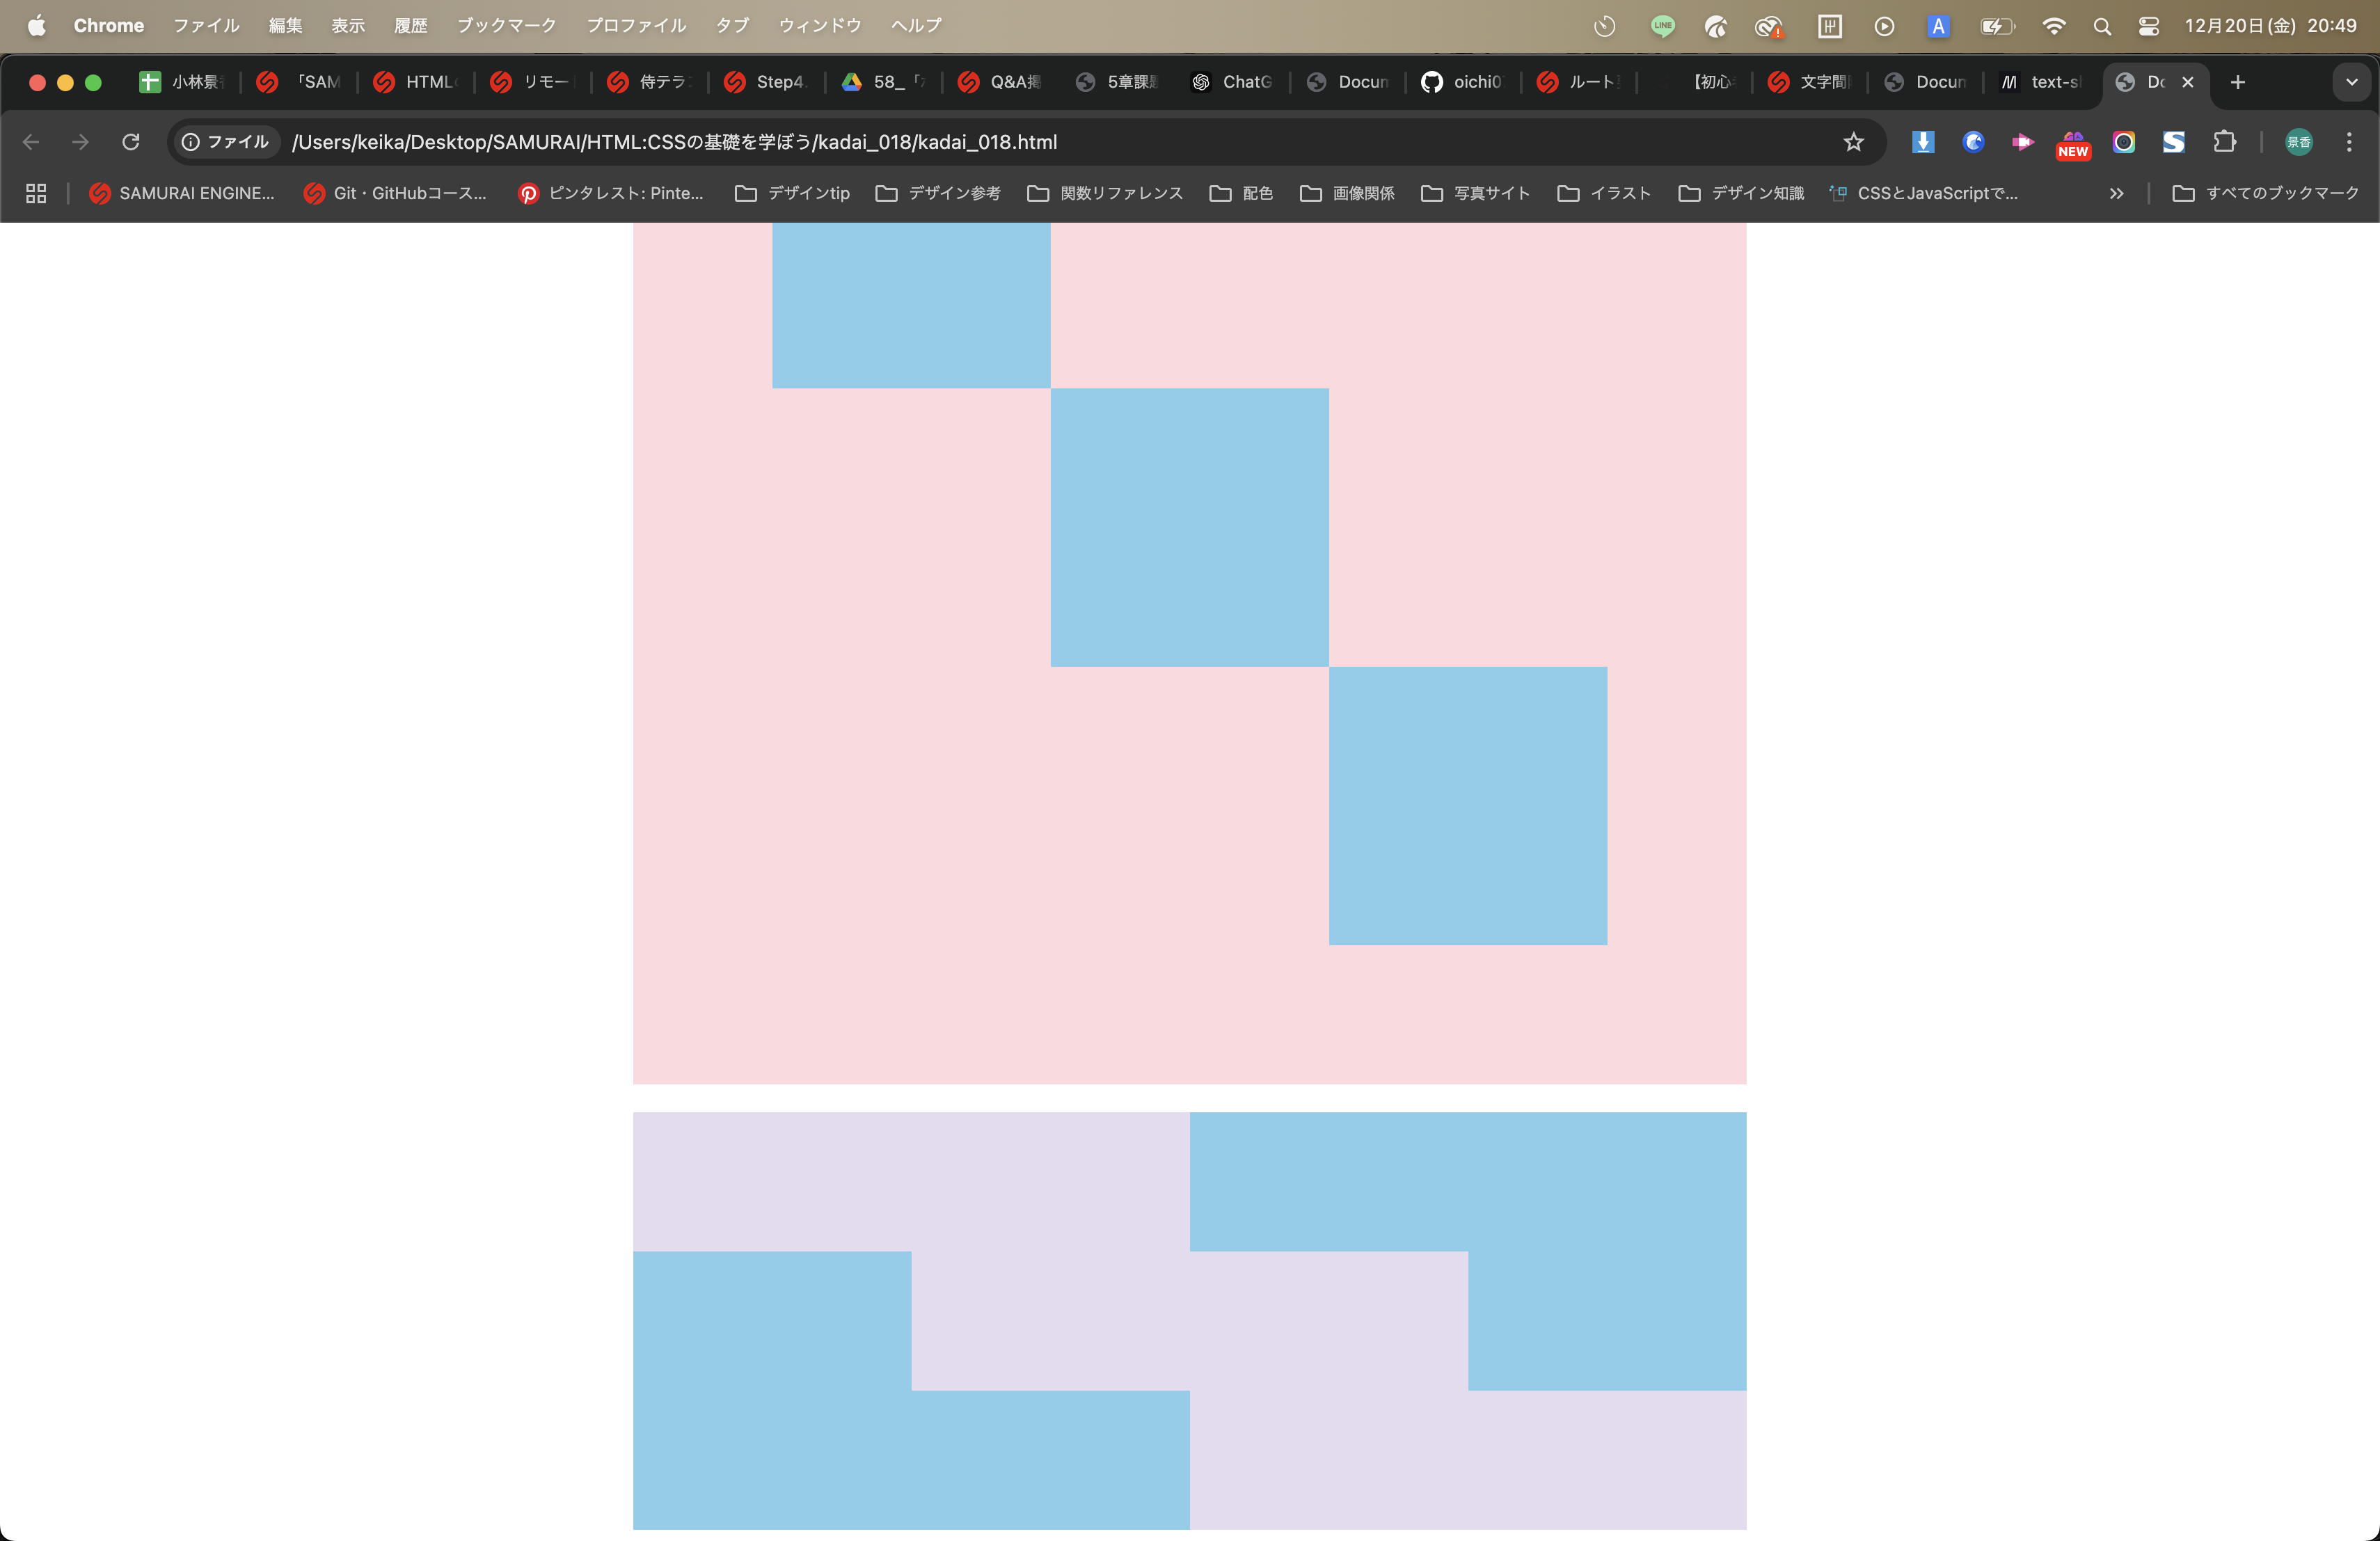 Chrome ファイル 編集 表示 履歴 ブックマーク プロファイル タブ ウィンドウ ヘルプ LINE A 12月20日(金) 20:49
小林景 「SAM HTML リモー 侍テラ Step4. 58_「 Q&A掲 5章課題 ChatG Docum oichi0 ルート 【初心 文字間 Docum text-s Do
ファイル /Users/keika/Desktop/SAMURAI/HTML:CSSの基礎を学ぼう/kadai_018/kadai_018.html NEW 景香
SAMURAI ENGINE... Git・GitHubコース... ピンタレスト: Pinte... デザインtip デザイン参考 関数リファレンス 配色 画像関係 写真サイト イラスト デザイン知識 CSSとJavaScriptで... すべてのブックマーク